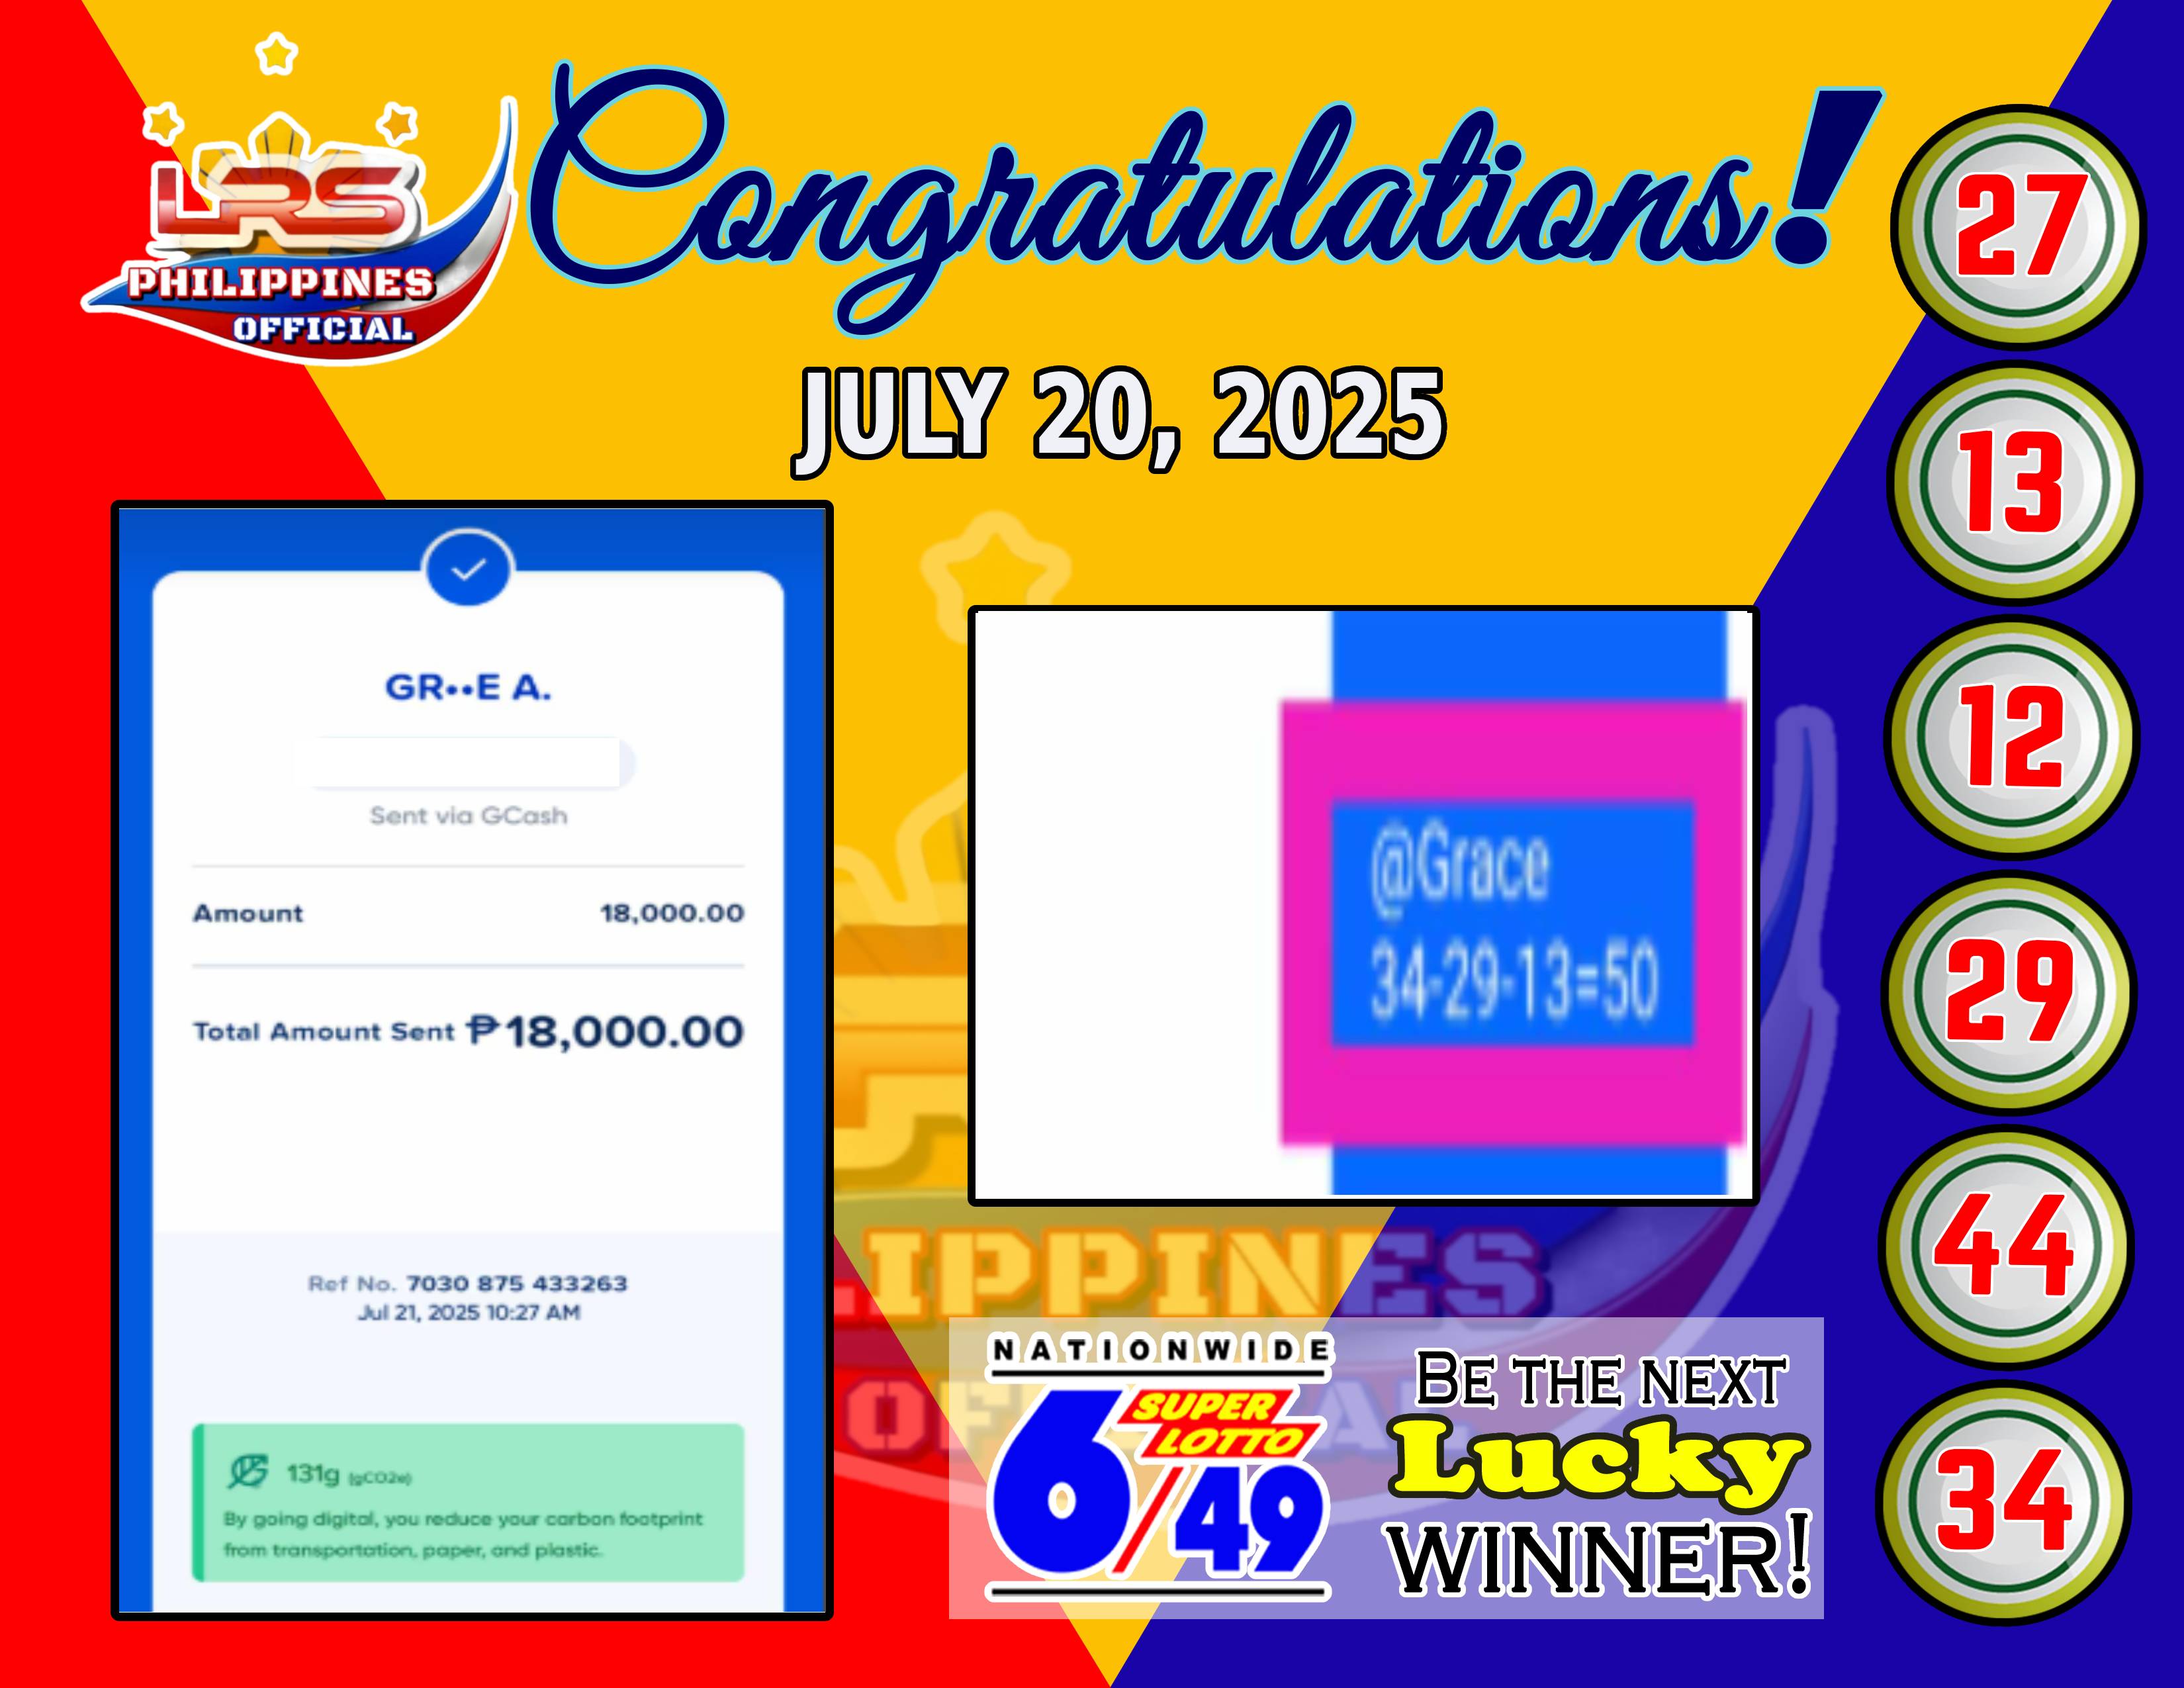 LRS
PHILIPPINES
OFFICIAL
Congratulations!
JULY 20, 2025
GR••E A.
Sent via GCash
Amount 18,000.00
Total Amount Sent ₱18,000.00
Ref No. 7030 875 433263
Jul 21, 2025 10:27 AM
131g (gCO2e)
By going digital, you reduce your carbon footprint
from transportation, paper, and plastic.
@Grace
34-29-13=50
IPPINES
NATIONWIDE
6/49
SUPER
LOTTO
BE THE NEXT
Lucky
WINNER!
27
13
12
29
44
34